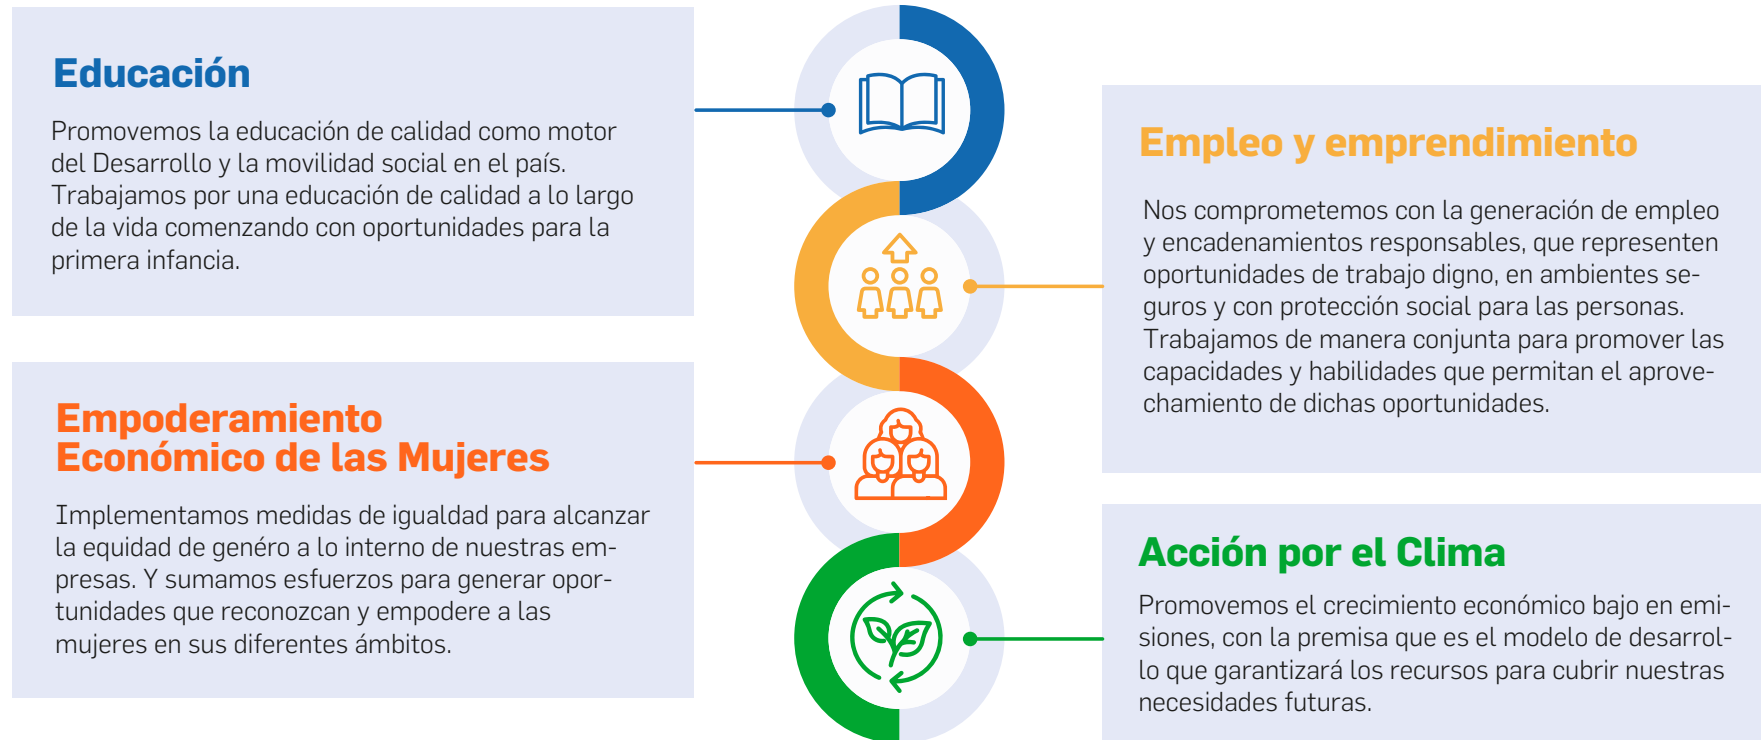 Educación
Promovemos la educación de calidad como motor
del Desarrollo y la movilidad social en el país.
Trabajamos por una educación de calidad a lo largo
de la vida comenzando con oportunidades para la
primera infancia.
Empleo y emprendimiento
Nos comprometemos con la generación de empleo
y encadenamientos responsables, que representen
oportunidades de trabajo digno, en ambientes se-
guros y con protección social para las personas.
Trabajamos de manera conjunta para promover las
capacidades y habilidades que permitan el aprove-
chamiento de dichas oportunidades.
Empoderamiento
Económico de las Mujeres
Implementamos medidas de igualdad para alcanzar
la equidad de genéro a lo interno de nuestras em-
presas. Y sumamos esfuerzos para generar opor-
tunidades que reconozcan y empodere a las
mujeres en sus diferentes ámbitos.
Acción por el Clima
Promovemos el crecimiento económico bajo en emi-
siones, con la premisa que es el modelo de desarrol-
lo que garantizará los recursos para cubrir nuestras
necesidades futuras.